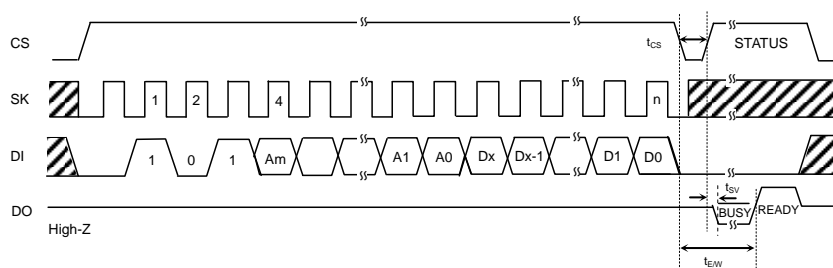 CS tCS STATUS
SK 1 2 4 n
DI 1 0 1 Am A1 A0 Dx Dx-1 D1 D0
tSV
DO BUSY READY
High-Z
tE/W